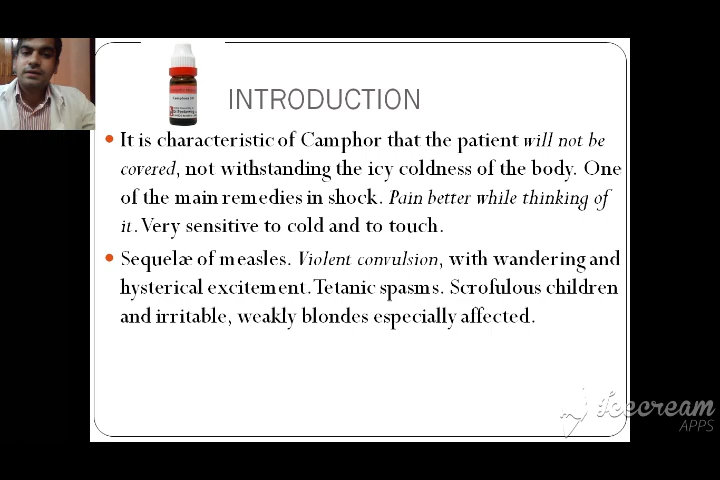 INTRODUCTION
It is characteristic of Camphor that the patient will not be
covered, not withstanding the icy coldness of the body. One
of the main remedies in shock. Pain better while thinking of
it. Very sensitive to cold and to touch.
Sequelæ of measles. Violent convulsion, with wandering and
hysterical excitement. Tetanic spasms. Scrofulous children
and irritable, weakly blondes especially affected.
Icecream
APPS